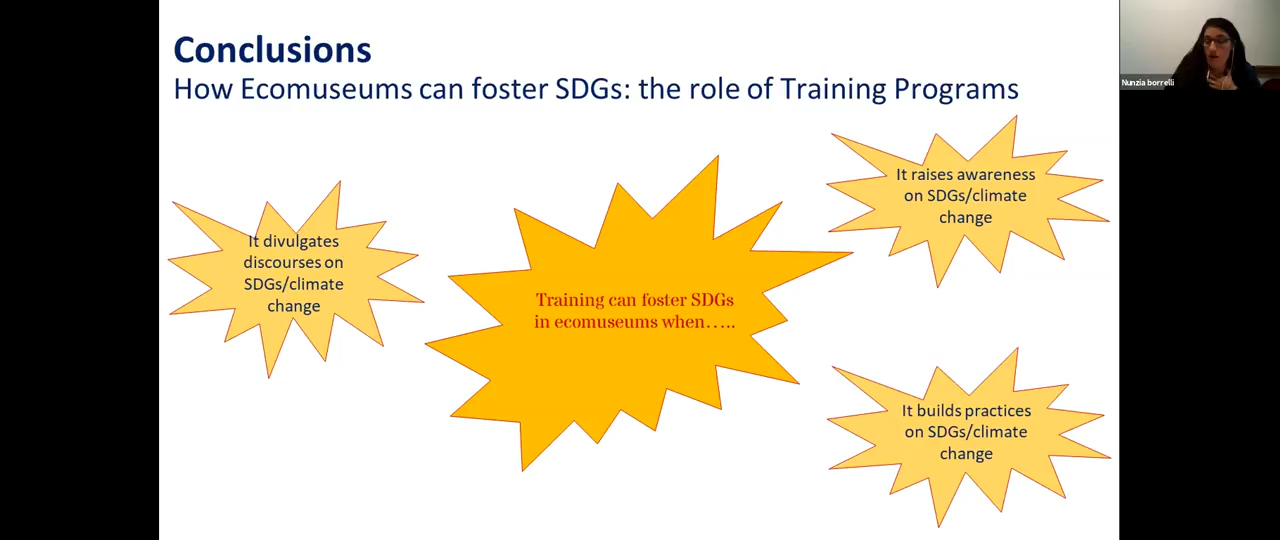 Conclusions
How Ecomuseums can foster SDGs: the role of Training Programs
It divulgates
discourses on
SDGs/climate
change
Training can foster SDGs
in ecomuseums when.....
It raises awareness
on SDGs/climate
change
It builds practices
on SDGs/climate
change
Nunzia borrelli